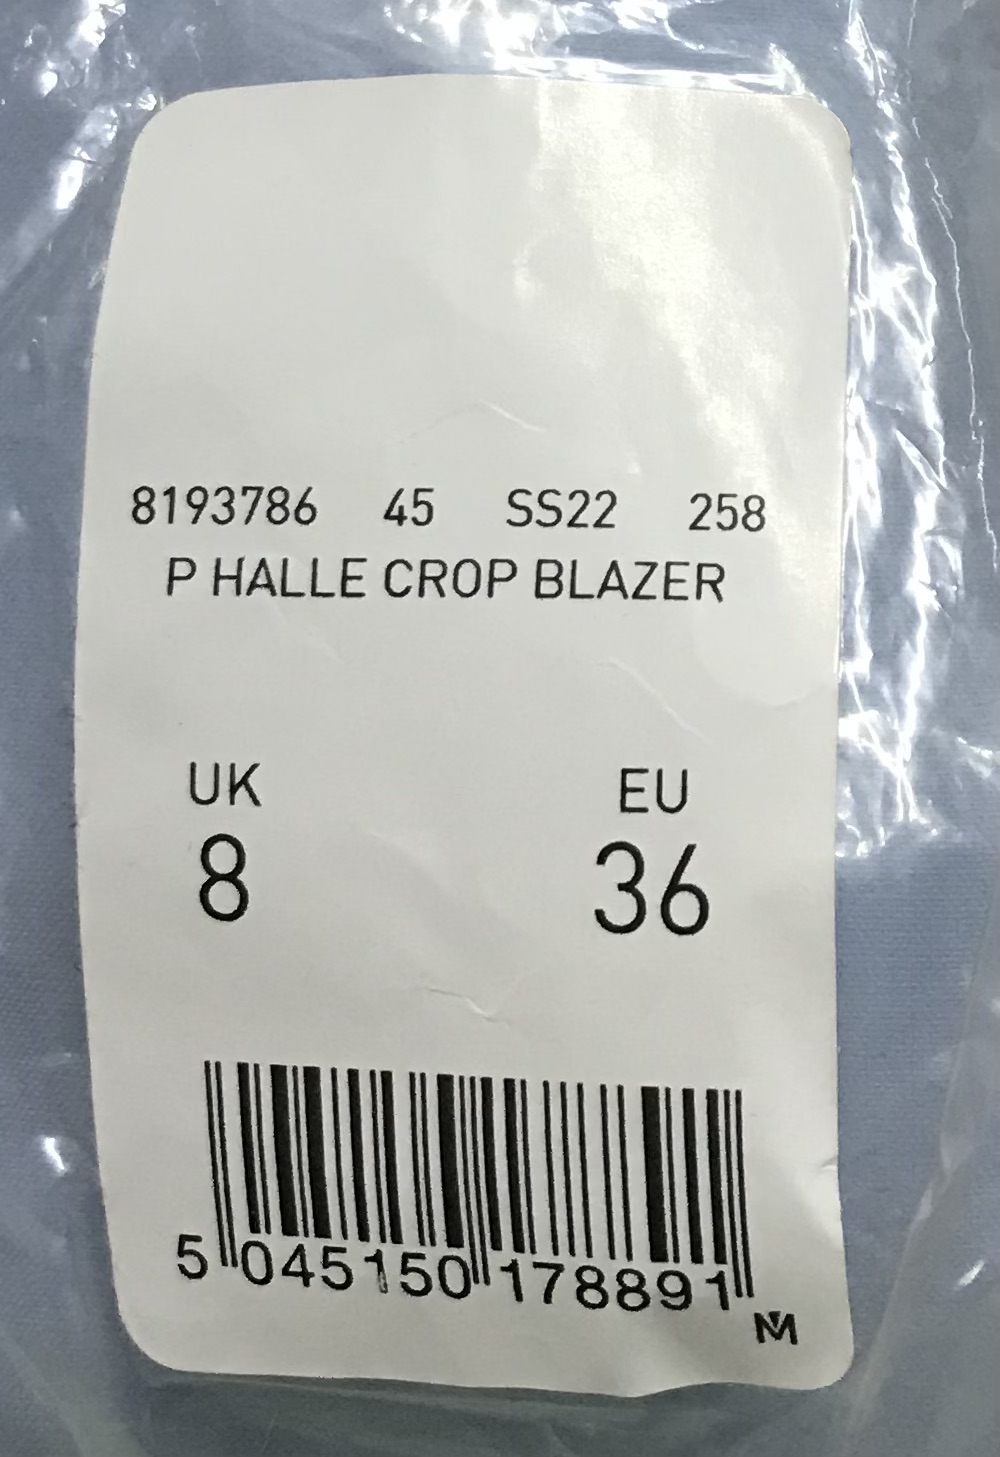 8193786 45 SS22 258
P HALLE CROP BLAZER
UK EU
8 36
5 045150 178891
M